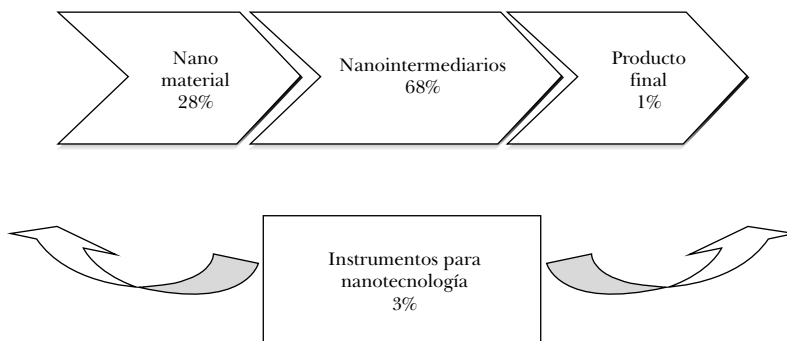 Nano
material
28%
Nanointermediarios
68%
Producto
final
1%
Instrumentos para
nanotecnología
3%